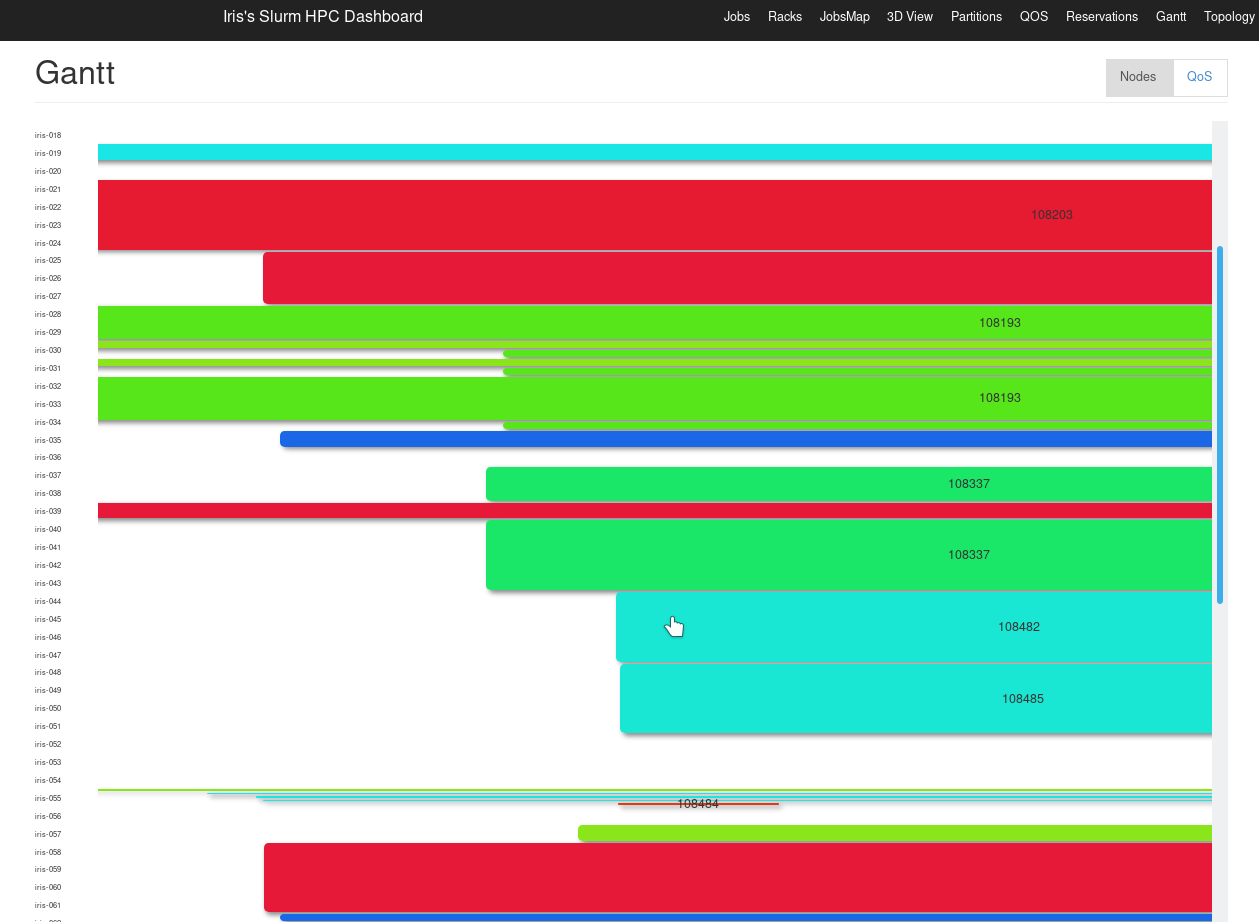 Iris's Slurm HPC Dashboard Jobs Racks JobsMap 3D View Partitions QOS Reservations Gantt Topology
Gantt
Nodes QoS
iris-018
iris-019
iris-020
iris-021
iris-022 108203
iris-023
iris-024
iris-025
iris-026
iris-027
iris-028 108193
iris-029
iris-030
iris-031
iris-032
iris-033 108193
iris-034
iris-035
iris-036
iris-037 108337
iris-038
iris-039
iris-040
iris-041 108337
iris-042
iris-043
iris-044
iris-045 108482
iris-046
iris-047
iris-048
iris-049 108485
iris-050
iris-051
iris-052
iris-053
iris-054
iris-055 108484
iris-056
iris-057
iris-058
iris-059
iris-060
iris-061